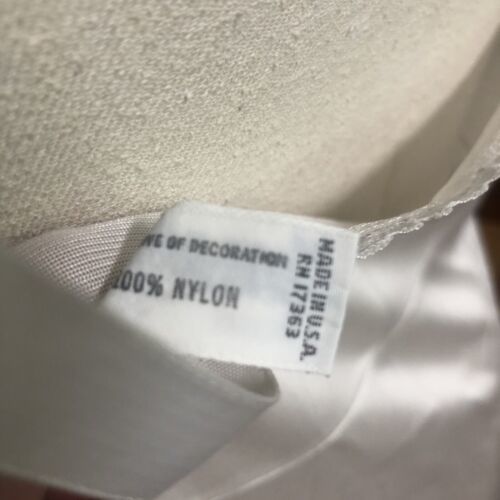 OF DECORATION
100% NYLON
MADE IN U.S.A.
RN 17363